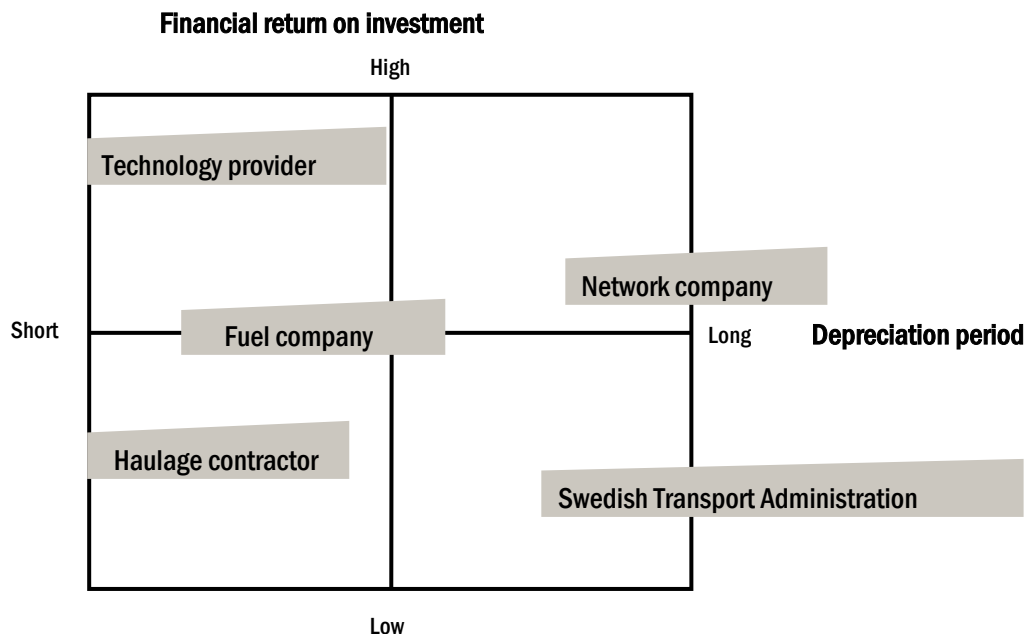 Financial return on investment
High
Technology provider
Network company
Short
Fuel company
Long
Depreciation period
Haulage contractor
Swedish Transport Administration
Low